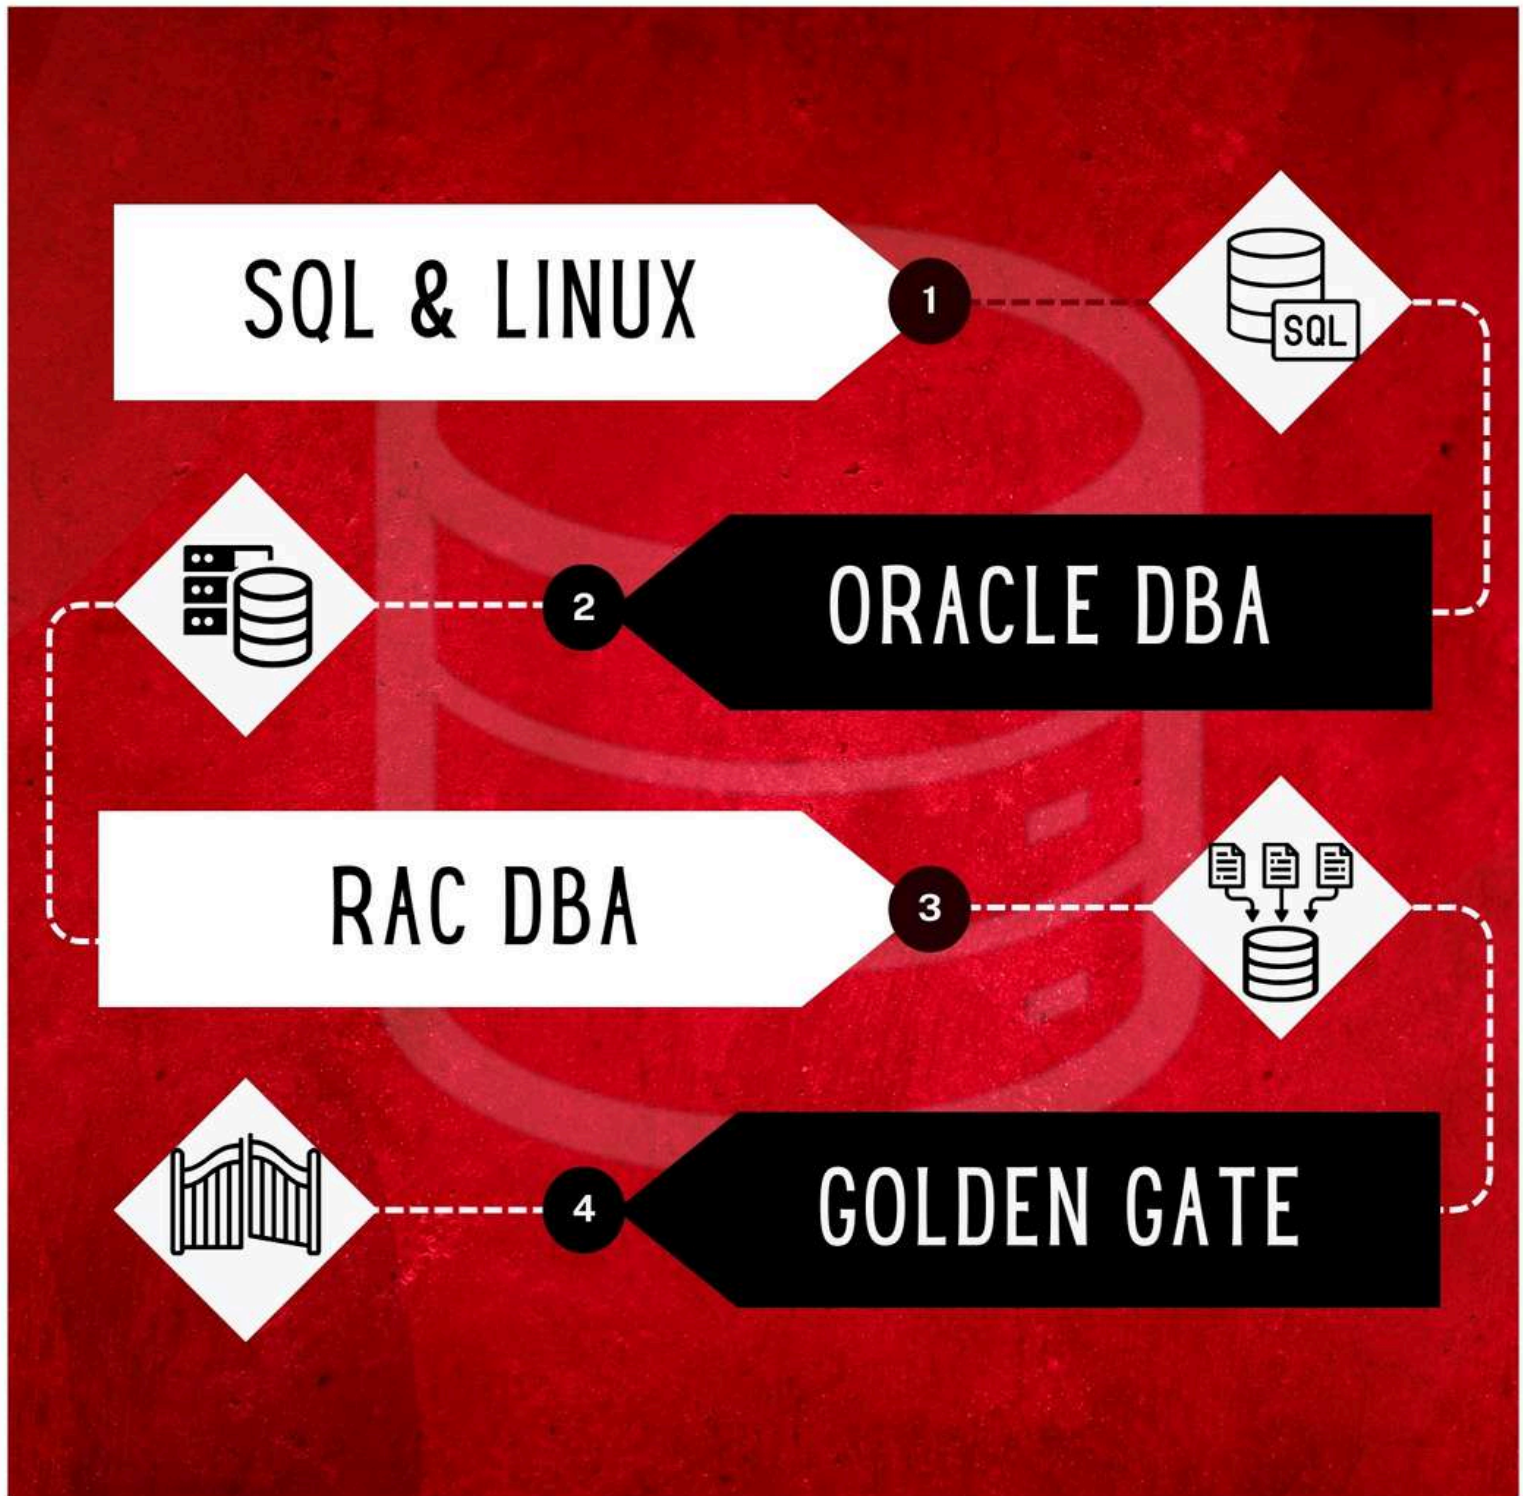 SQL & LINUX
1
SQL
2
ORACLE DBA
RAC DBA
3
4
GOLDEN GATE